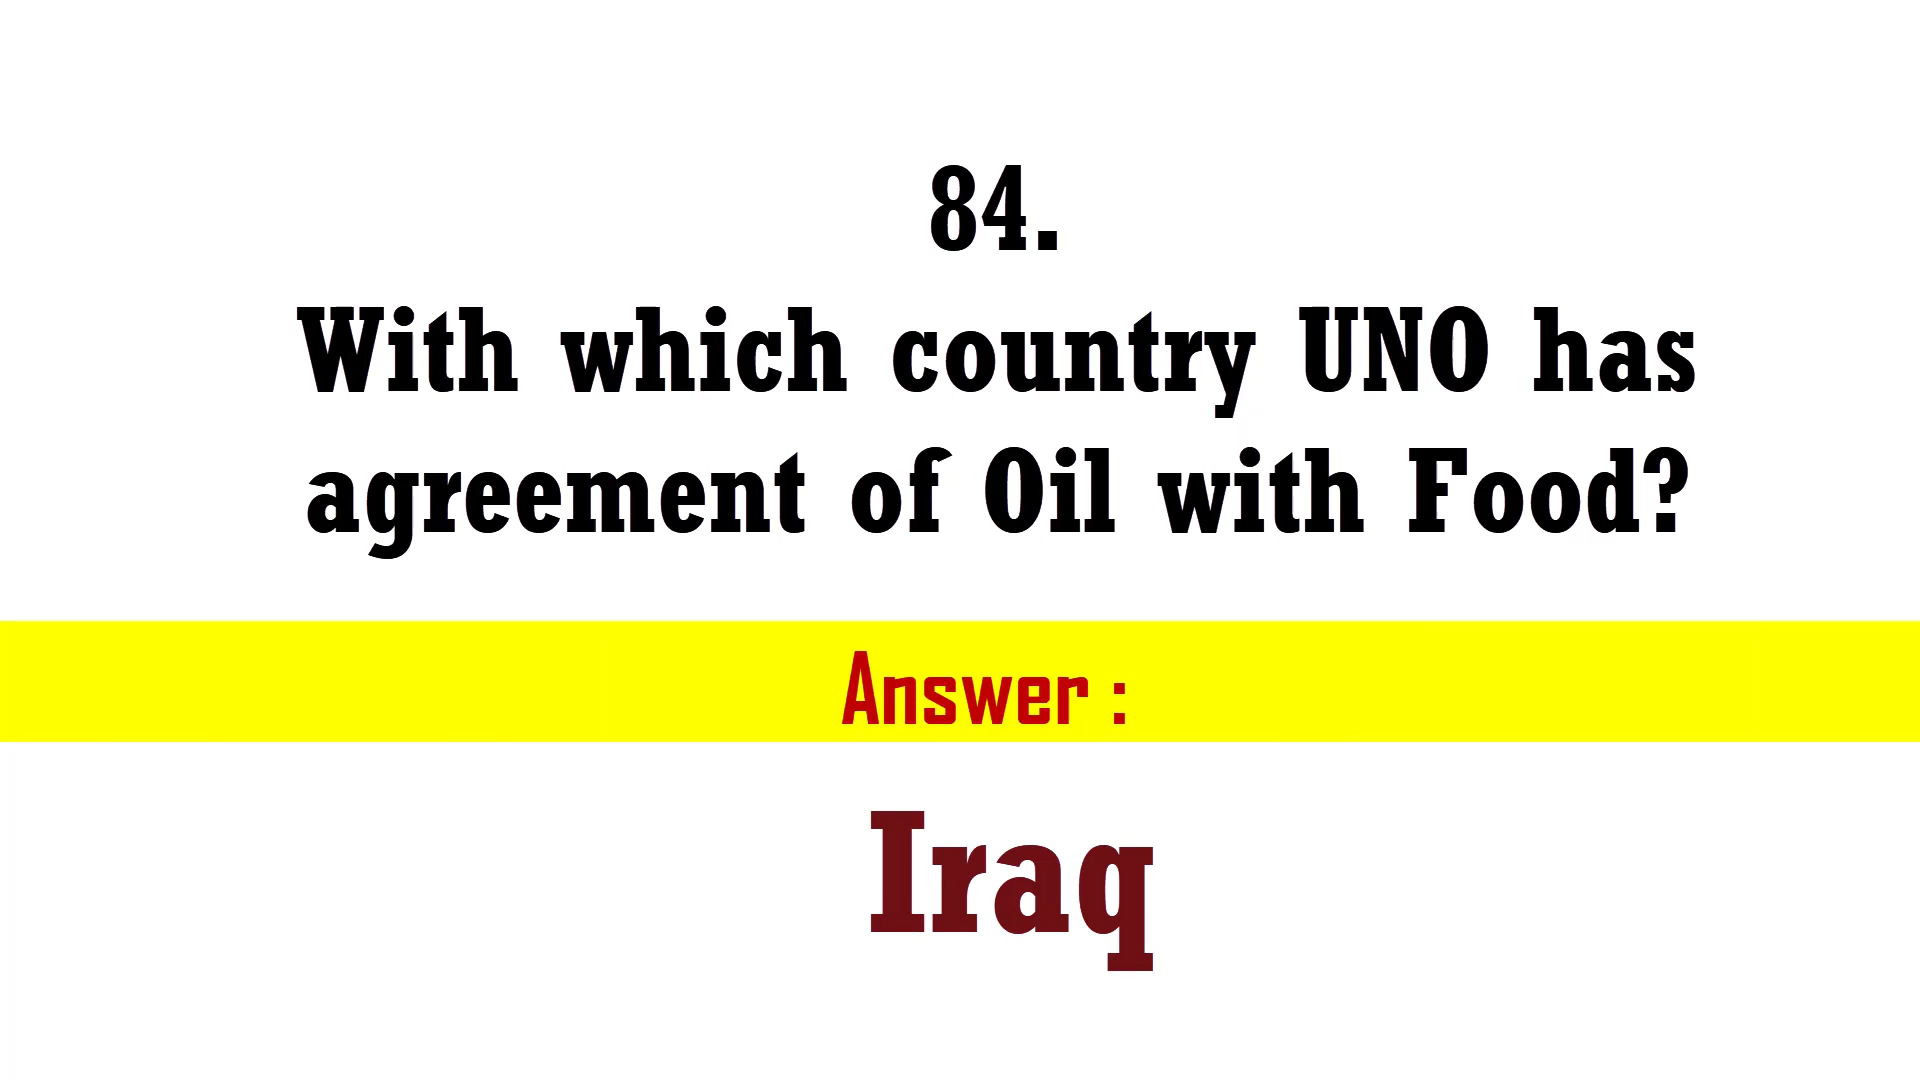 84.
With which country UNO has
agreement of Oil with Food?
Answer :
Iraq